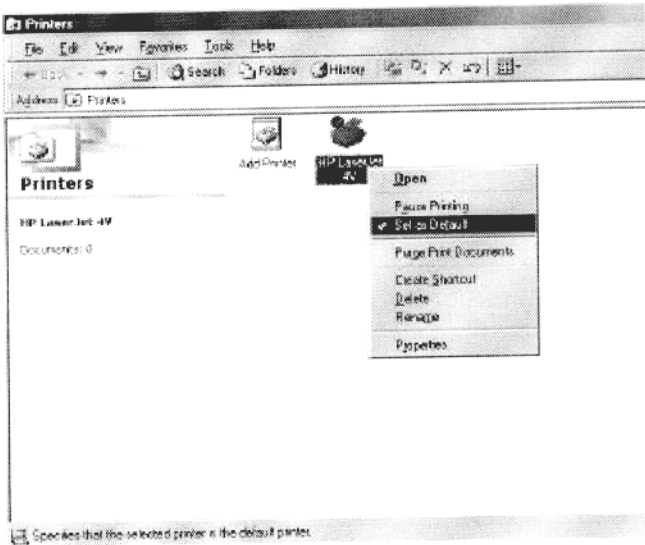 Printers
File Edit View Favorites Tools Help
Back Search Folders History
Address Printers
Add Printer
HP LaserJet
4V
Printers
HP LaserJet 4V
Documents: 0
Open
Pause Printing
Set as Default
Purge Print Documents
Create Shortcut
Delete
Rename
Properties
Specifies that the selected printer is the default printer.